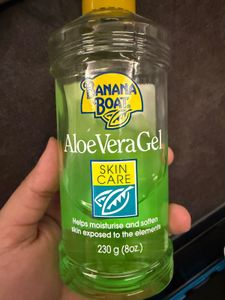 BANANA
BOAT
Aloe Vera Gel
SKIN
CARE
Helps moisturise and soften
skin exposed to the elements
230 g (8oz.)